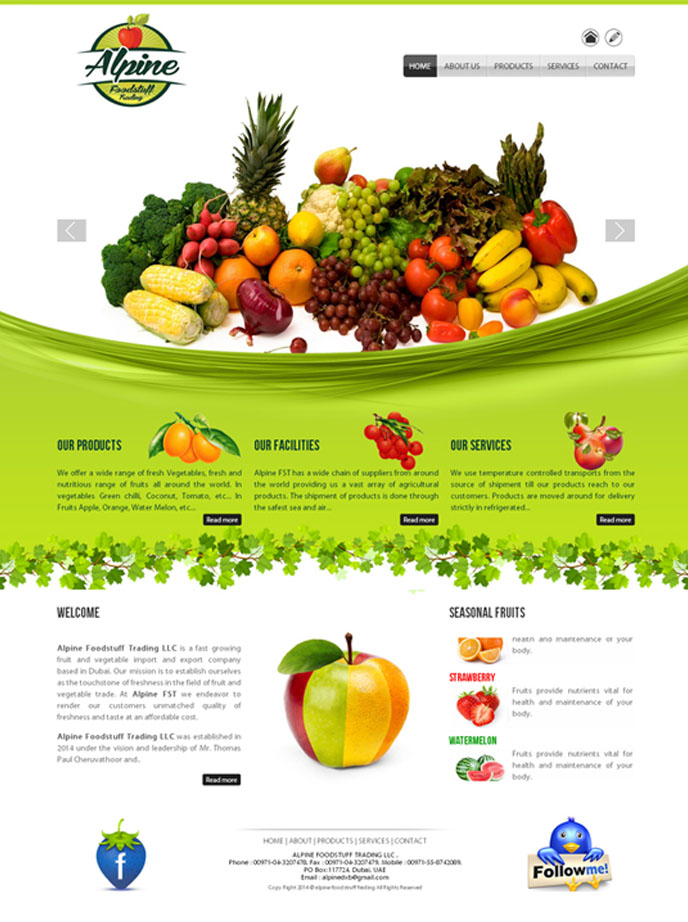 Alpine
Foodstuff
Trading
HOME
ABOUT US
PRODUCTS
SERVICES
CONTACT
OUR PRODUCTS
We offer a wide range of fresh Vegetables, fresh and
nutritious range of fruits all around the world. In
vegetables Green chilli, Coconut, Tomato, etc... In
Fruits Apple, Orange, Water Melon, etc...
Read more
OUR FACILITIES
Alpine FST has a wide chain of suppliers from around
the world providing us a vast array of agricultural
products. The shipment of products is done through
the safest sea and air...
Read more
OUR SERVICES
We use temperature controlled transports from the
source of shipment till our products reach to our
customers. Products are moved around for delivery
strictly in refrigerated...
Read more
WELCOME
Alpine Foodstuff Trading LLC is a fast growing
fruit and vegetable import and export company
based in Dubai. Our mission is to establish ourselves
as the touchstone of freshness in the field of fruit and
vegetable trade. At Alpine FST we endeavor to
render our customers unmatched quality of
freshness and taste at an affordable cost.
Alpine Foodstuff Trading LLC was established in
2014 under the vision and leadership of Mr. Thomas
Paul Cheruvathoor and..
Read more
SEASONAL FRUITS
health and maintenance of your
body.
STRAWBERRY
Fruits provide nutrients vital for
health and maintenance of your
body.
WATERMELON
Fruits provide nutrients vital for
health and maintenance of your
body.
f
HOME | ABOUT | PRODUCTS | SERVICES | CONTACT
ALPINE FOODSTUFF TRADING LLC .
Phone : 00971-04-3207478, Fax : 00971-04-3207479, Mobile : 00971-55-8742089,
PO Box:117724, Dubai, UAE
Email : alpinedxb@gmail.com
Copy Right 2014 © alpine food stuff trading All Rights Reserved
Follow me!